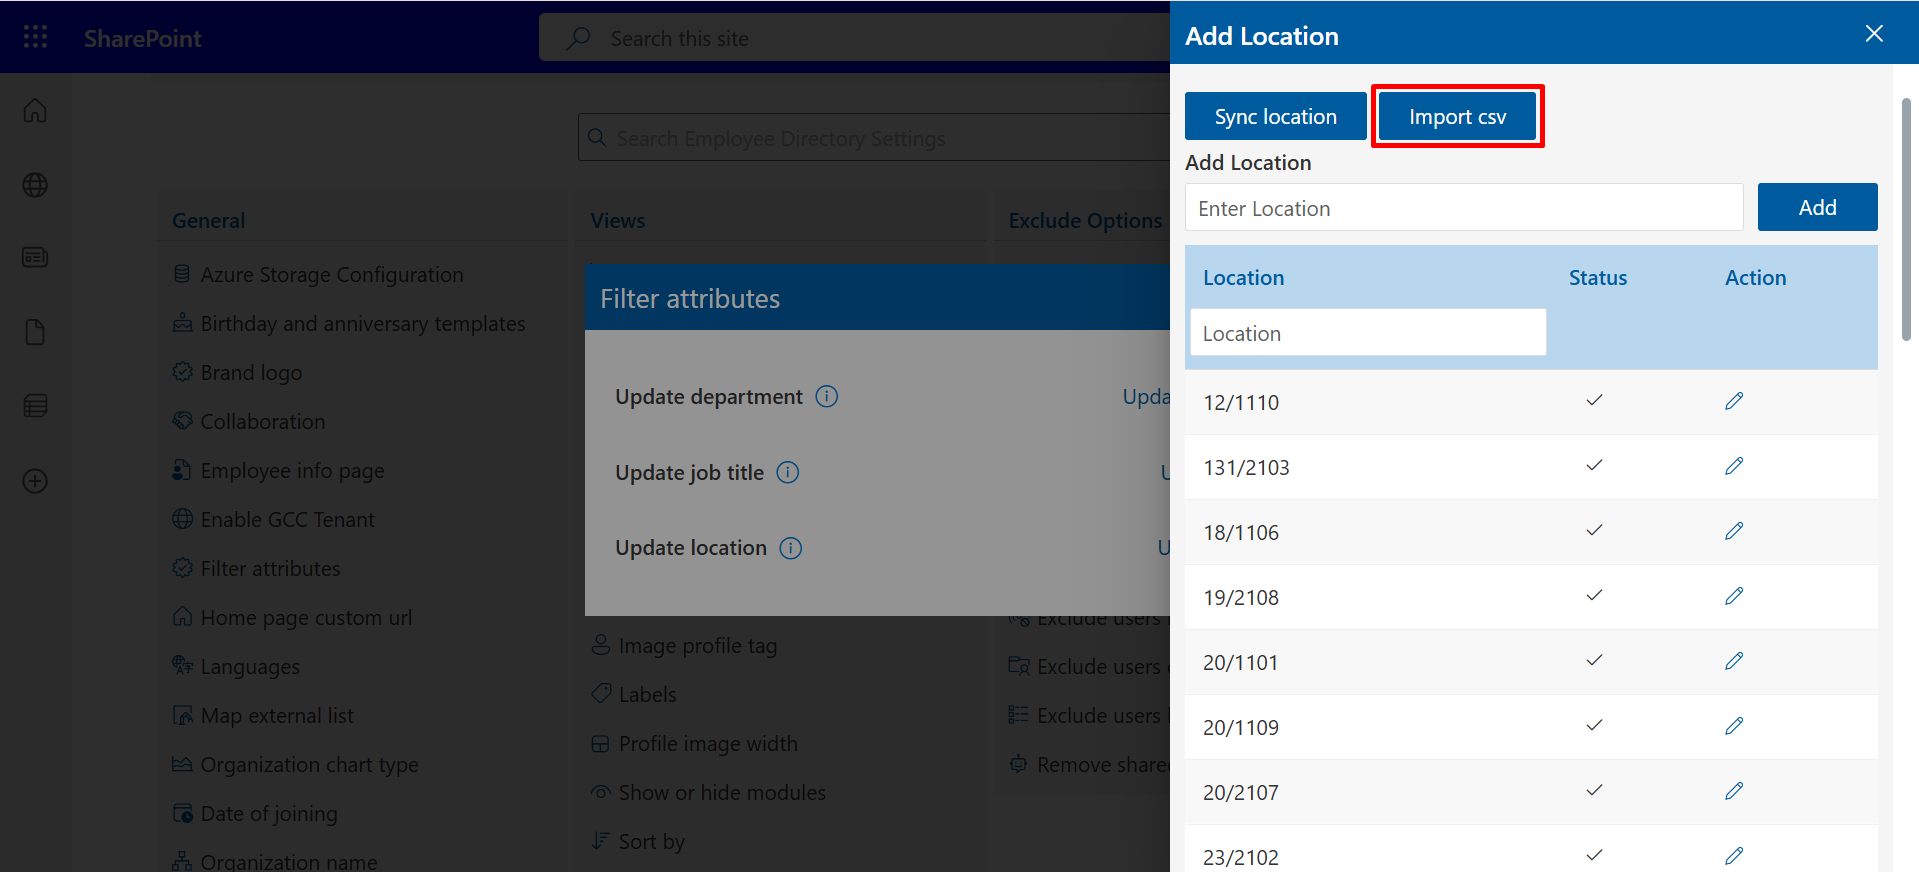 SharePoint
Search this site
Search Employee Directory Settings
General
Azure Storage Configuration
Birthday and anniversary templates
Brand logo
Collaboration
Employee info page
Enable GCC Tenant
Filter attributes
Home page custom url
Languages
Map external list
Organization chart type
Date of joining
Organization name
Views
Image profile tag
Labels
Profile image width
Show or hide modules
Sort by
Exclude Options
Exclude users
Exclude users
Exclude users
Remove share
Filter attributes
Update department
Upda
Update job title
U
Update location
U
Add Location
Sync location
Import csv
Add Location
Enter Location
Add
Location
Status
Action
Location
12/1110
131/2103
18/1106
19/2108
20/1101
20/1109
20/2107
23/2102